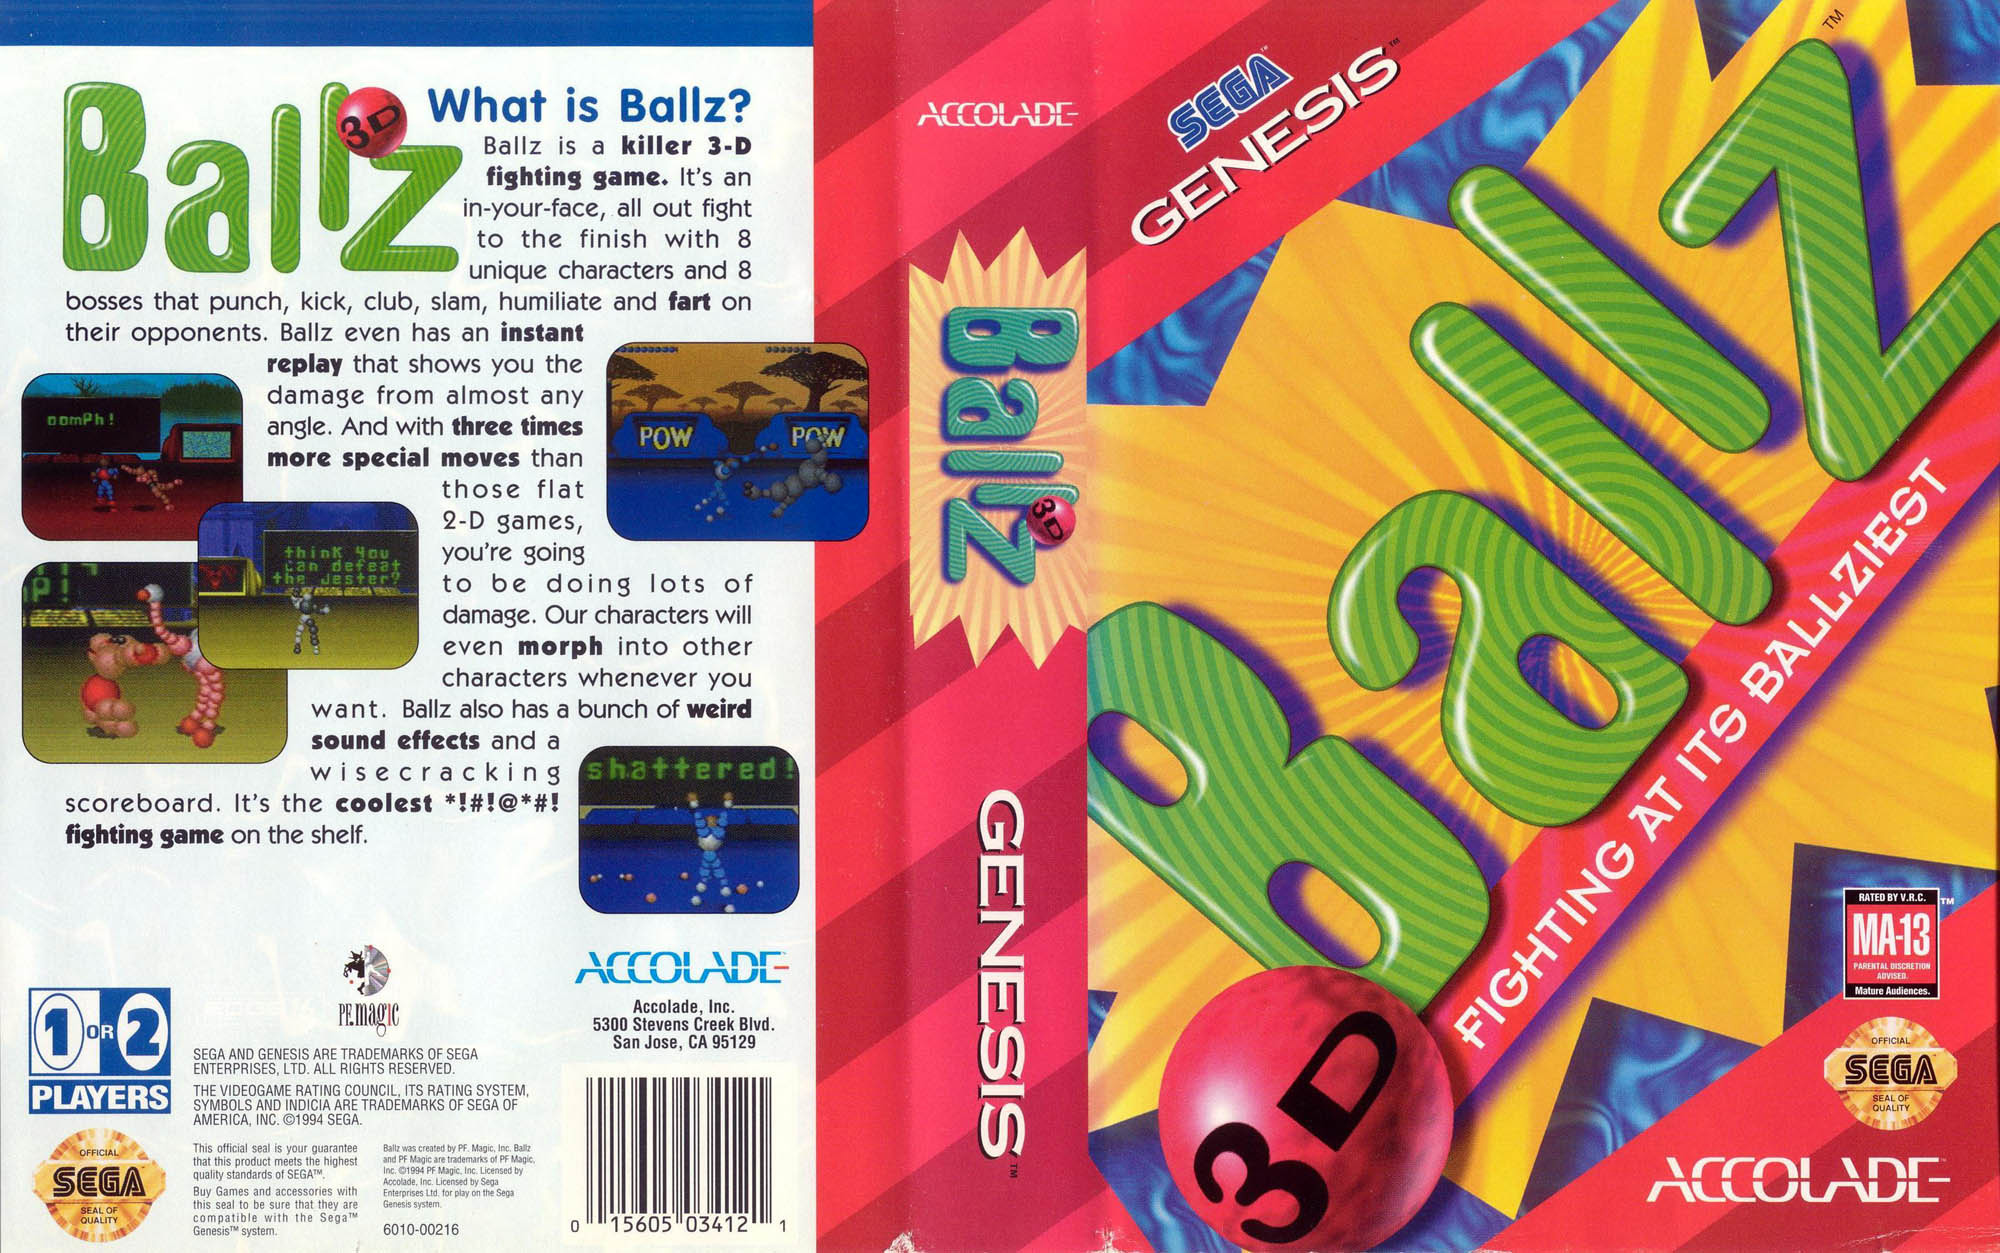 Ballz
3D
What is Ballz?
Ballz is a killer 3-D
fighting game. It's an
in-your-face, all out fight
to the finish with 8
unique characters and 8
bosses that punch, kick, club, slam, humiliate and fart on
their opponents. Ballz even has an instant
replay that shows you the
damage from almost any
angle. And with three times
more special moves than
those flat
2-D games,
you're going
to be doing lots of
damage. Our characters will
even morph into other
characters whenever you
want. Ballz also has a bunch of weird
sound effects and a
wisecracking
scoreboard. It's the coolest *!#!@*#!
fighting game on the shelf.
oomph!
POW
POW
think you
can defeat
the jester?
P!
shattered!
1 OR 2
PLAYERS
P.F.magic
ACCOLADE
Accolade, Inc.
5300 Stevens Creek Blvd.
San Jose, CA 95129
SEGA AND GENESIS ARE TRADEMARKS OF SEGA
ENTERPRISES, LTD. ALL RIGHTS RESERVED.
THE VIDEOGAME RATING COUNCIL, ITS RATING SYSTEM,
SYMBOLS AND INDICIA ARE TRADEMARKS OF SEGA OF
AMERICA, INC. ©1994 SEGA.
OFFICIAL
SEGA
SEAL OF
QUALITY
This official seal is your guarantee
that this product meets the highest
quality standards of SEGA™.
Buy Games and accessories with
this seal to be sure that they are
compatible with the Sega™
Genesis™ system.
Ballz was created by P.F. Magic, Inc. Ballz
and PF Magic are trademarks of PF Magic,
Inc. ©1994 PF Magic, Inc. Licensed by
Accolade, Inc. Licensed by Sega
Enterprises Ltd. for play on the Sega
Genesis system.
6010-00216
0 15605 03412 1
ACCOLADE
Ballz
3D
GENESIS™
SEGA™
GENESIS™
Ballz™
3D
FIGHTING AT ITS BALLZIEST
RATED BY V.R.C.™
MA-13
PARENTAL DISCRETION
ADVISED.
Mature Audiences.
OFFICIAL
SEGA™
SEAL OF
QUALITY
ACCOLADE™